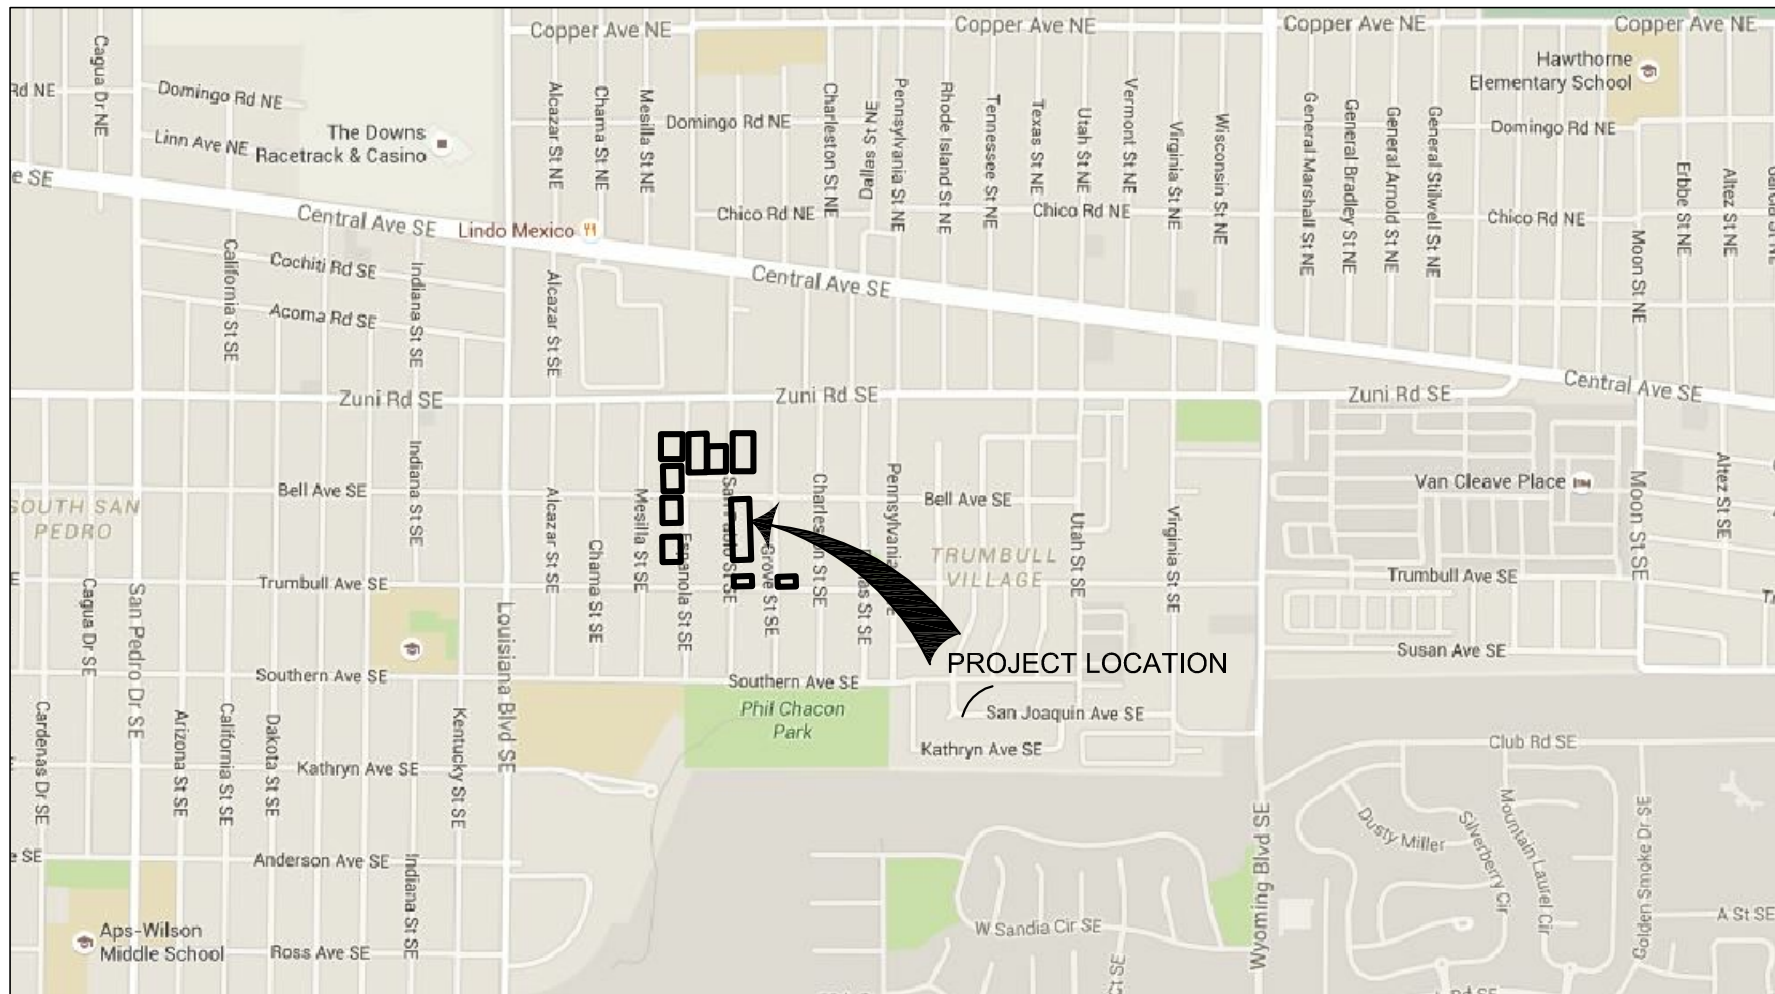 Copper Ave NE
Copper Ave NE
Copper Ave NE
Copper Ave NE
Cagua Dr NE
Rd NE
Domingo Rd NE
Linn Ave NE
The Downs
Racetrack & Casino
Alcazar St NE
Chama St NE
Mesilla St NE
Domingo Rd NE
Charleston St NE
Dallas St NE
Pennsylvania St NE
Rhode Island St NE
Tennessee St NE
Texas St NE
Utah St NE
Vermont St NE
Virginia St NE
Wisconsin St NE
General Marshall St NE
General Bradley St NE
General Arnold St NE
General Stilwell St NE
Hawthorne
Elementary School
Domingo Rd NE
Erbbe St NE
Altez St NE
e SE
Central Ave SE
Lindo Mexico
Chico Rd NE
Chico Rd NE
Chico Rd NE
Moon St NE
California St SE
Cochiti Rd SE
Indiana St SE
Acoma Rd SE
Alcazar St SE
Central Ave SE
Central Ave SE
Zuni Rd SE
Zuni Rd SE
Zuni Rd SE
SOUTH SAN
PEDRO
Bell Ave SE
Indiana St SE
Alcazar St SE
Mesilla St SE
Chama St SE
Espanola St SE
Grove St SE
Charleston St SE
Pennsylvania
Bell Ave SE
TRUMBULL
VILLAGE
Utah St SE
Virginia St SE
Van Cleave Place
Moon St SE
Altez St SE
Trumbull Ave SE
Trumbull Ave SE
Cagua Dr SE
San Pedro Dr SE
Louisiana Blvd SE
Susan Ave SE
PROJECT LOCATION
Southern Ave SE
Southern Ave SE
Phil Chacon
Park
San Joaquin Ave SE
Kathryn Ave SE
Cardenas Dr SE
Arizona St SE
California St SE
Dakota St SE
Kathryn Ave SE
Kentucky St SE
Club Rd SE
Wyoming Blvd SE
Dusty Miller
Silverberry Cir
Mountain Laurel Cir
Golden Smoke Dr SE
e SE
Anderson Ave SE
Indiana St SE
Aps-Wilson
Middle School
Ross Ave SE
W Sandia Cir SE
A St SE